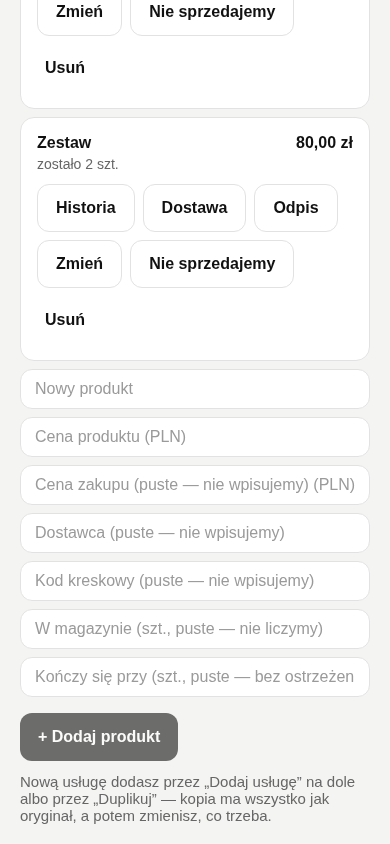 Zmień
Nie sprzedajemy
Usuń
Zestaw 80,00 zł
zostało 2 szt.
Historia
Dostawa
Odpis
Zmień
Nie sprzedajemy
Usuń
Nowy produkt
Cena produktu (PLN)
Cena zakupu (puste — nie wpisujemy) (PLN)
Dostawca (puste — nie wpisujemy)
Kod kreskowy (puste — nie wpisujemy)
W magazynie (szt., puste — nie liczymy)
Kończy się przy (szt., puste — bez ostrzeżen
+ Dodaj produkt
Nową usługę dodasz przez „Dodaj usługę” na dole
albo przez „Duplikuj” — kopia ma wszystko jak
oryginał, a potem zmienisz, co trzeba.